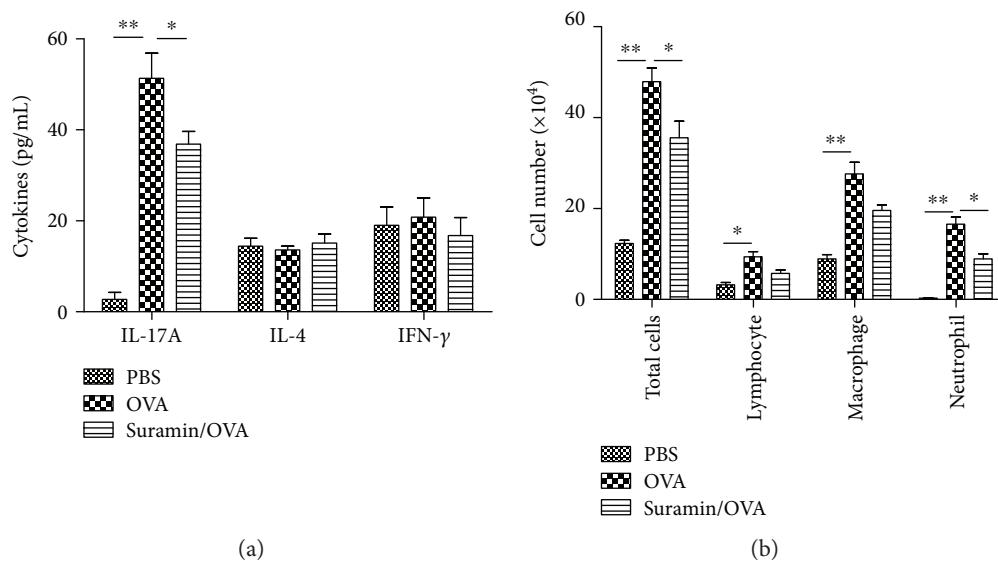 (a)
Cytokines (pg/mL)
60
40
20
0
** *
IL-17A IL-4 IFN-γ
PBS
OVA
Suramin/OVA
(b)
Cell number (×10⁴)
60
40
20
0
** *
*
**
** *
Total cells
Lymphocyte
Macrophage
Neutrophil
PBS
OVA
Suramin/OVA
(a)
(b)